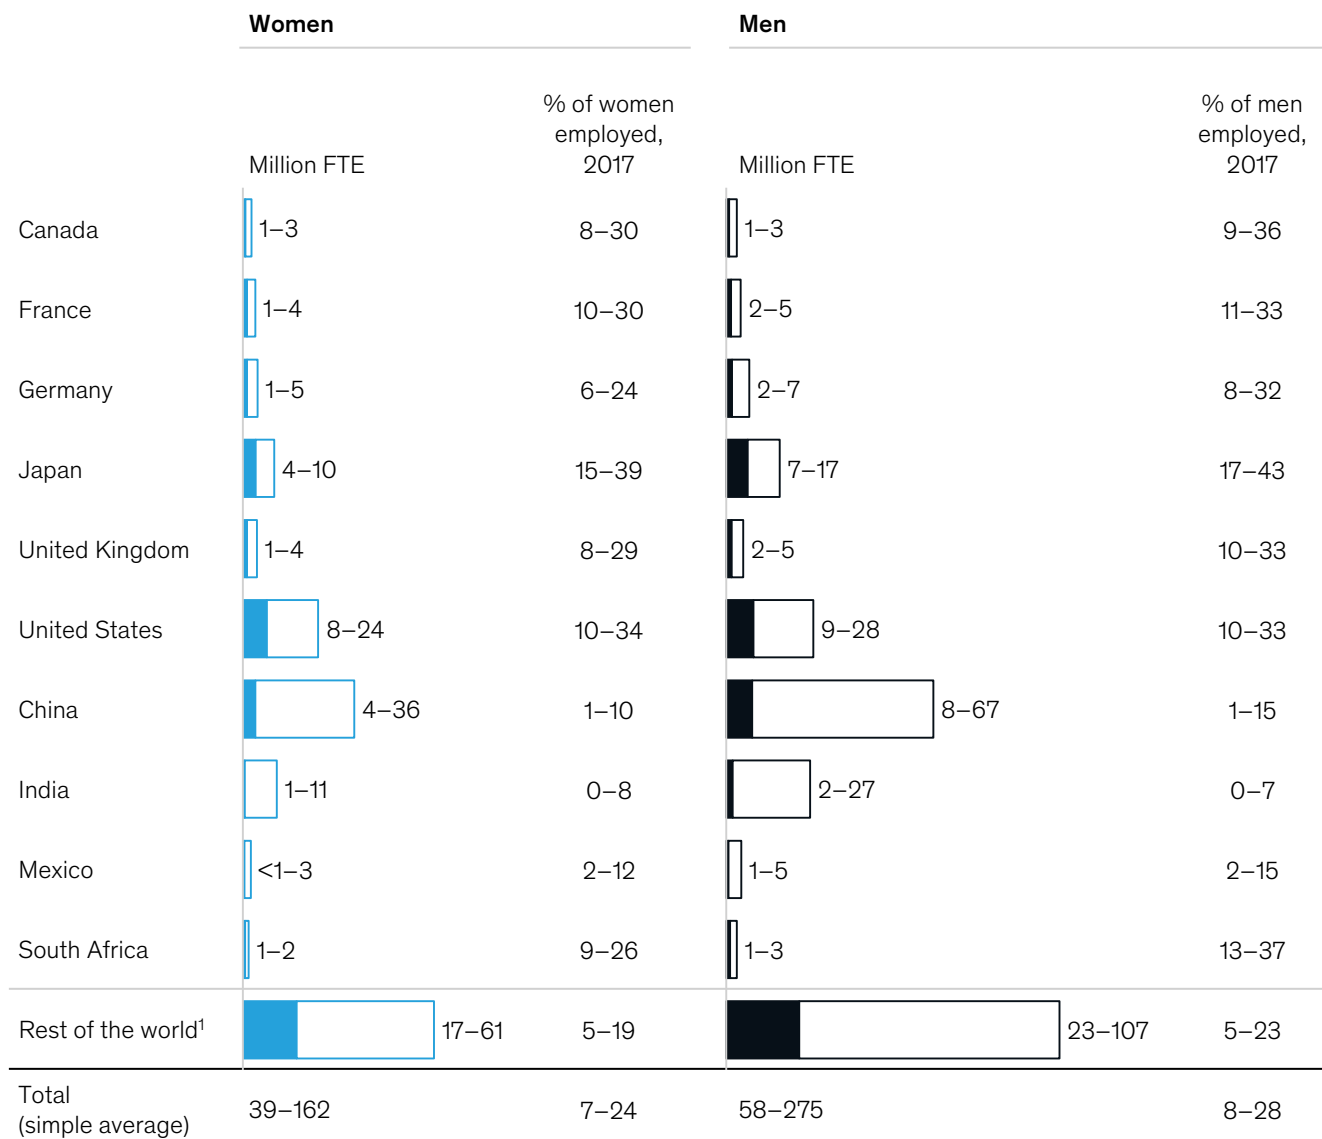 Women Men
% of women
employed,
2017
% of men
employed,
2017
Million FTE Million FTE
Canada 1–3 8–30 1–3 9–36
France 1–4 10–30 2–5 11–33
Germany 1–5 6–24 2–7 8–32
Japan 4–10 15–39 7–17 17–43
United Kingdom 1–4 8–29 2–5 10–33
United States 8–24 10–34 9–28 10–33
China 4–36 1–10 8–67 1–15
India 1–11 0–8 2–27 0–7
Mexico <1–3 2–12 1–5 2–15
South Africa 1–2 9–26 1–3 13–37
Rest of the world¹ 17–61 5–19 23–107 5–23
Total
(simple average) 39–162 7–24 58–275 8–28